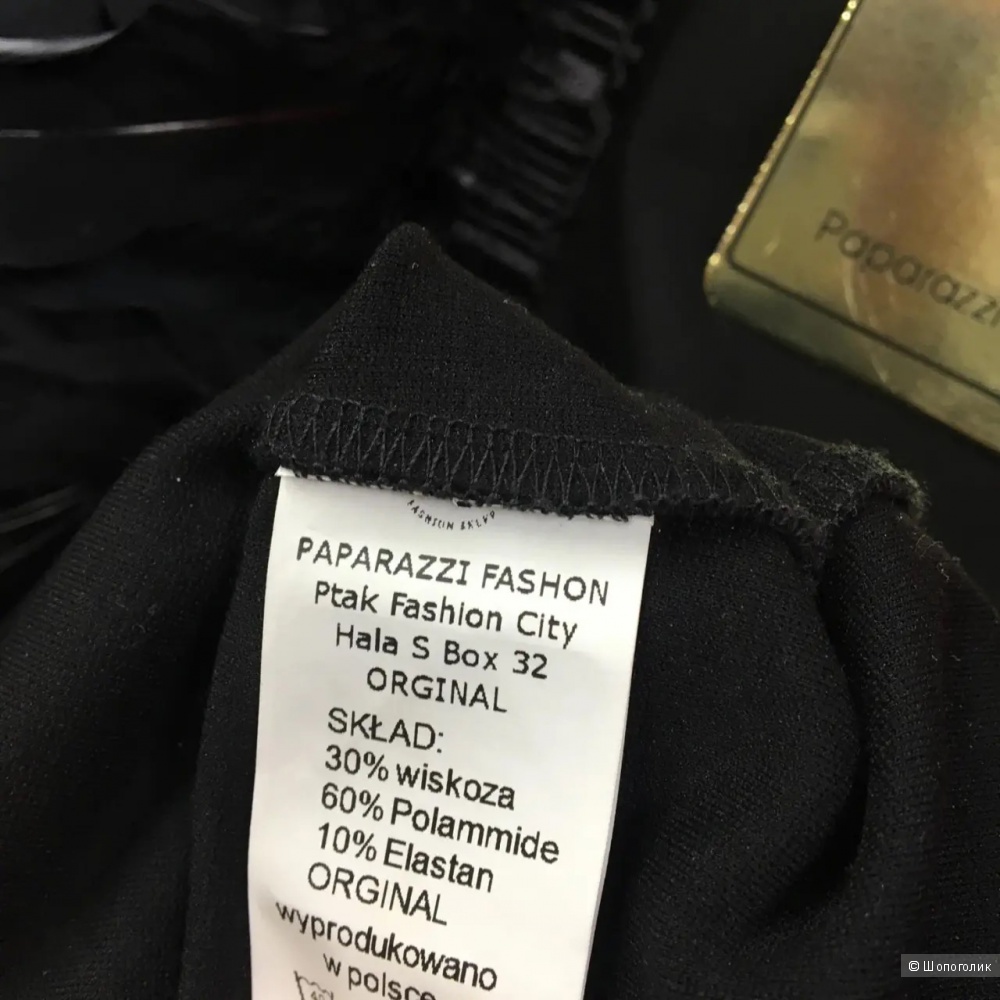 Paparazzi
FASHION
PAPARAZZI FASHON
Ptak Fashion City
Hala S Box 32
ORGINAL
SKŁAD:
30% wiskoza
60% Polammide
10% Elastan
ORGINAL
wyprodukowano
w polsce
© Шопоголик